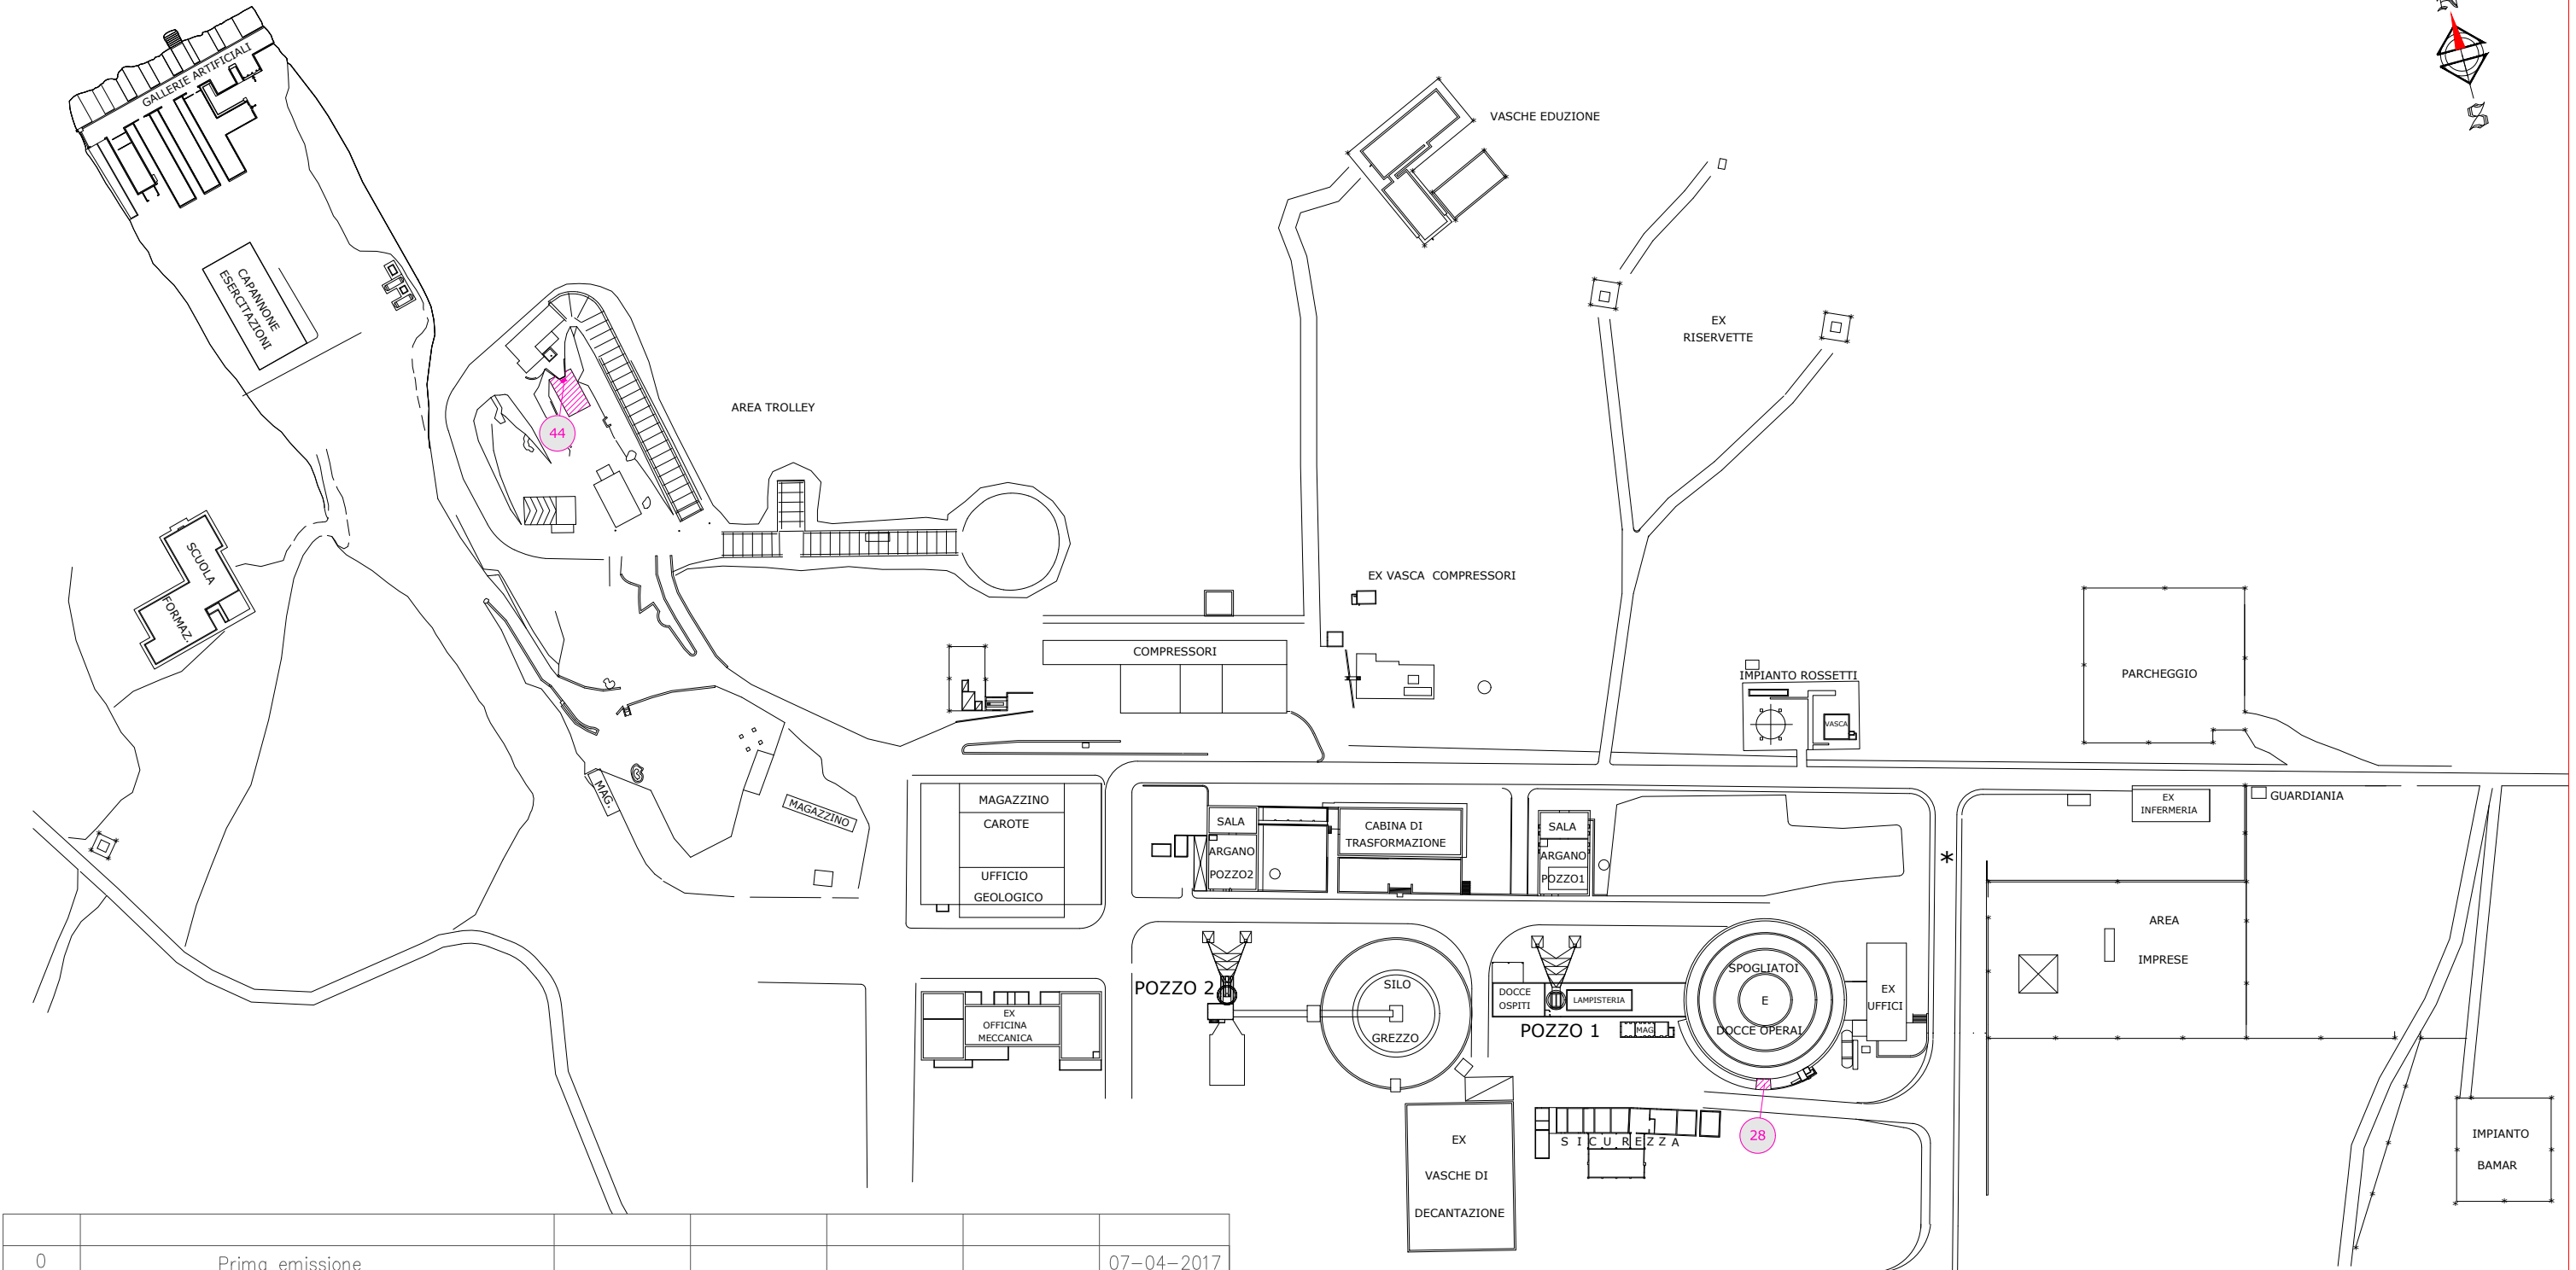 N
S
GALLERIE ARTIFICIALI
VASCHE EDUZIONE
CAPANNONE
ESERCITAZIONI
EX
RISERVETTE
AREA TROLLEY
44
SCUOLA
FORMAZ.
EX VASCA COMPRESSORI
COMPRESSORI
IMPIANTO ROSSETTI
VASCA
PARCHEGGIO
MAG.
MAGAZZINO
MAGAZZINO
CAROTE
UFFICIO
GEOLOGICO
SALA
ARGANO
POZZO2
CABINA DI
TRASFORMAZIONE
SALA
ARGANO
POZZO1
*
EX
INFERMERIA
GUARDIANIA
AREA
IMPRESE
POZZO 2
SILO
GREZZO
DOCCE
OSPITI
LAMPISTERIA
POZZO 1
MAG
SPOGLIATOI
E
DOCCE OPERAI
EX
UFFICI
EX
OFFICINA
MECCANICA
28
SICUREZZA
EX
VASCHE DI
DECANTAZIONE
IMPIANTO
BAMAR
0 Prima emissione 07-04-2017